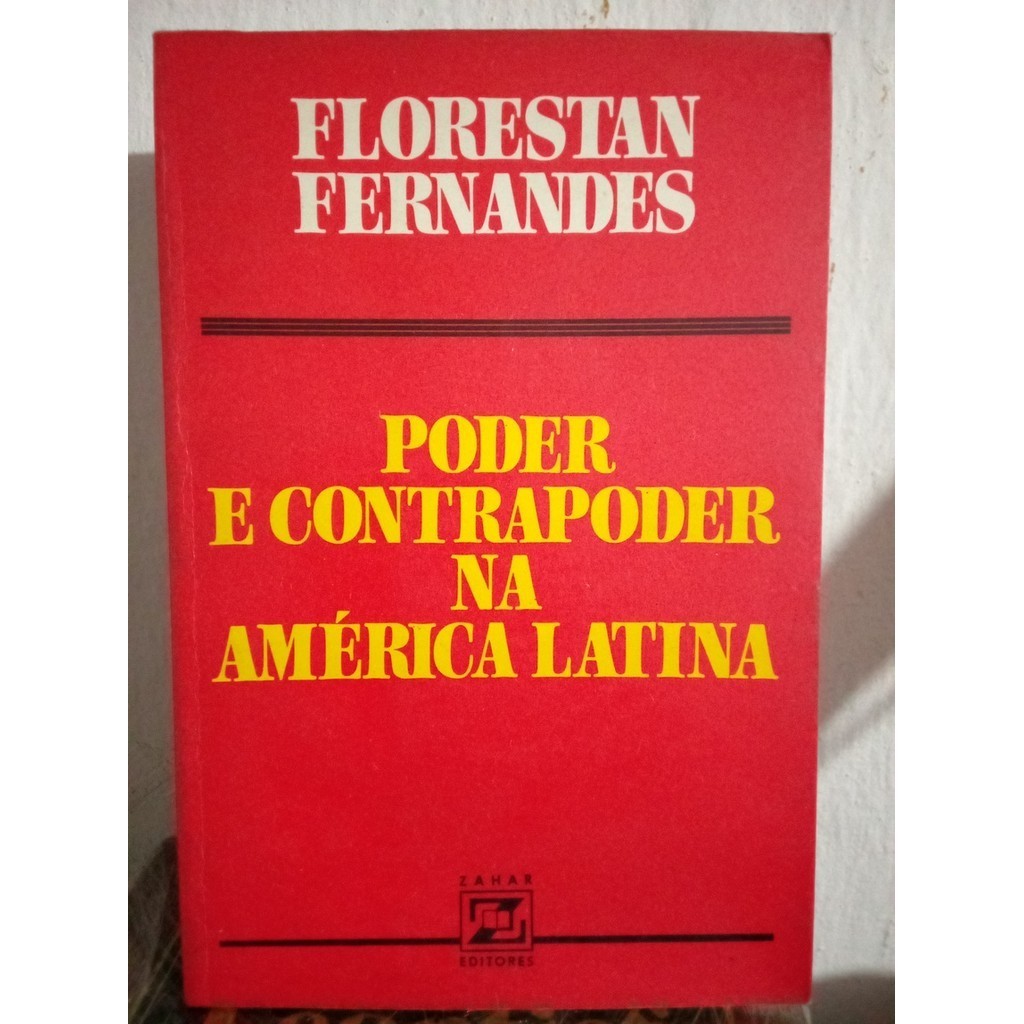 FLORESTAN
FERNANDES
PODER
E CONTRAPODER
NA
AMÉRICA LATINA
ZAHAR
EDITORES